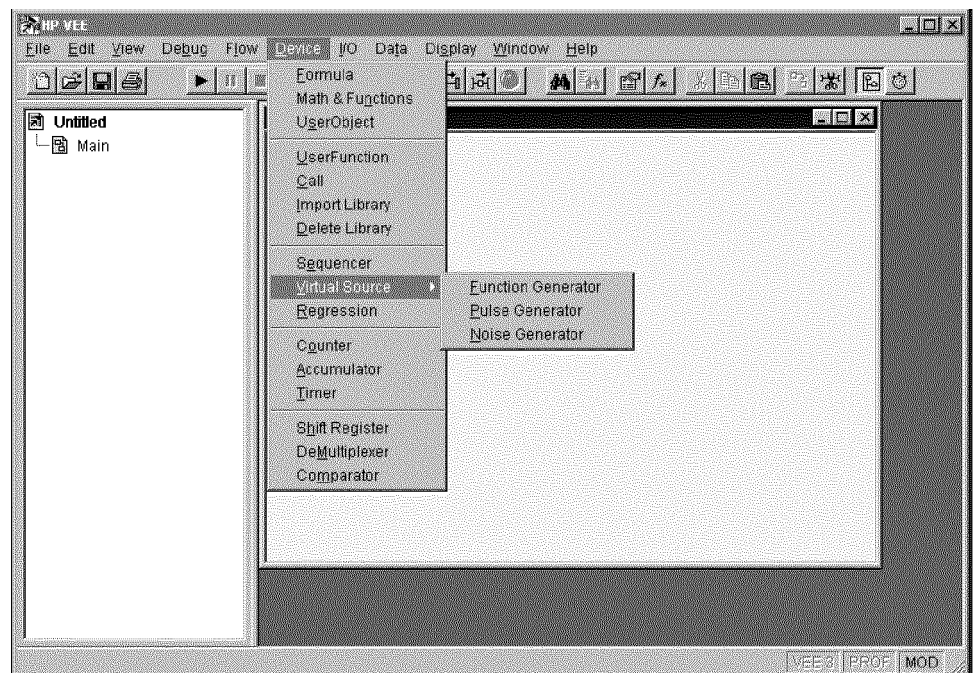 HP VEE
File Edit View Debug Flow Device I/O Data Display Window Help
Untitled
Main
Formula
Math & Functions
UserObject
UserFunction
Call
Import Library
Delete Library
Sequencer
Virtual Source
Regression
Counter
Accumulator
Timer
Shift Register
DeMultiplexer
Comparator
Function Generator
Pulse Generator
Noise Generator
VEE 3 PROF MOD